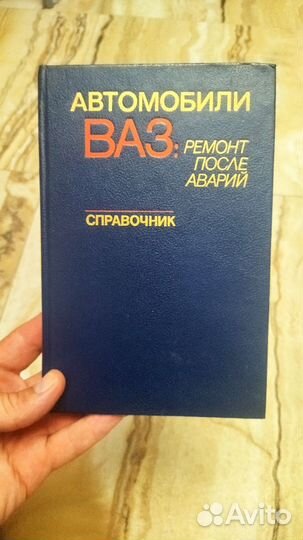 АВТОМОБИЛИ
ВАЗ: РЕМОНТ
ПОСЛЕ
АВАРИЙ
СПРАВОЧНИК
Avito